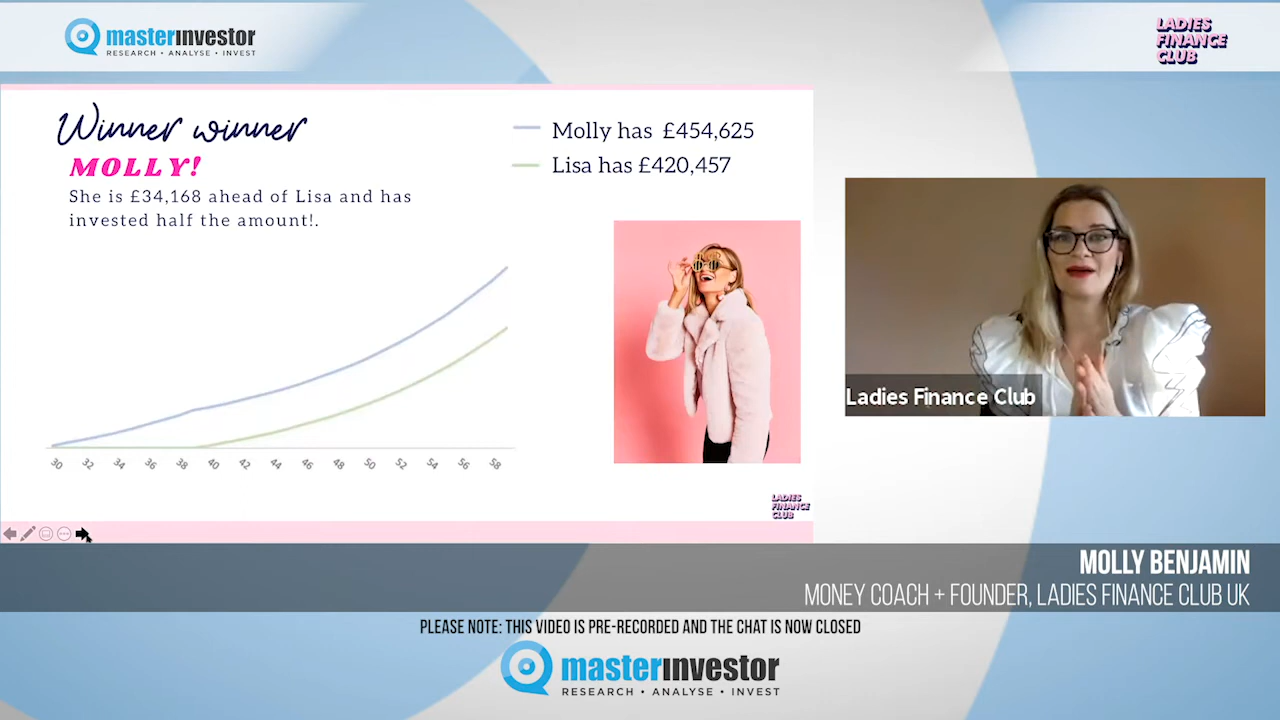 masterinvestor
RESEARCH • ANALYSE • INVEST
LADIES
FINANCE
CLUB
Winner winner
MOLLY!
She is £34,168 ahead of Lisa and has
invested half the amount!.
Molly has £454,625
Lisa has £420,457
30 32 34 36 38 40 42 44 46 48 50 52 54 56 58
LADIES
FINANCE
CLUB
Ladies Finance Club
MOLLY BENJAMIN
MONEY COACH + FOUNDER, LADIES FINANCE CLUB UK
PLEASE NOTE: THIS VIDEO IS PRE-RECORDED AND THE CHAT IS NOW CLOSED
masterinvestor
RESEARCH • ANALYSE • INVEST